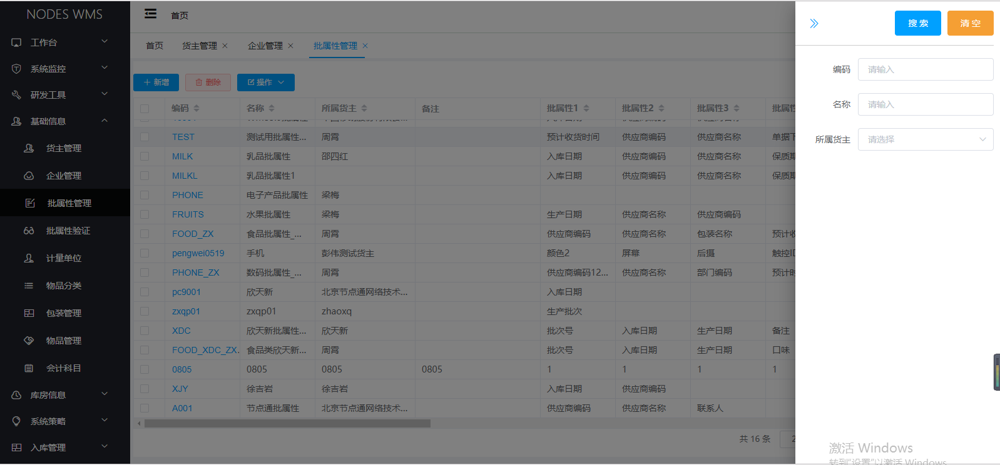 NODES WMS
工作台
系统监控
研发工具
基础信息
货主管理
企业管理
批属性管理
批属性验证
计量单位
物品分类
包装管理
物品管理
会计科目
库房信息
系统策略
入库管理
首页
首页 货主管理 × 企业管理 × 批属性管理 ×
+ 新增 删除 操作
编码 名称 所属货主 备注 批属性1 批属性2 批属性3 批属性
TEST 测试用批属性... 周霄 预计收货时间 供应商编码 供应商名称 单据
MILK 乳品批属性 邵四红 入库日期 供应商编码 供应商名称 保质期
MILKL 乳品批属性1 入库日期 供应商编码 供应商名称 保质期
PHONE 电子产品批属性 梁梅
FRUITS 水果批属性 梁梅 生产日期 供应商名称 供应商编码
FOOD_ZX 食品批属性_... 周霄 供应商编码 供应商名称 包装名称 预计收
pengwei0519 手机 彭伟测试货主 颜色2 屏幕 后摄 触控ID
PHONE_ZX 数码批属性_... 周霄 供应商编码12... 供应商名称 部门编码 预计时
pc9001 欣天新 北京节点通网络技术... 入库日期
zxqp01 zxqp01 zhaoxq 生产批次
XDC 欣天新批属性... 欣天新 批次号 入库日期 生产日期 备注
FOOD_XDC_ZX. 食品类欣天新... 周霄 批次号 入库日期 生产日期 口味
0805 0805 0805 0805 1 1 1 1
XJY 徐吉岩 徐吉岩 入库日期 供应商编码
A001 节点通批属性 北京节点通网络技术... 供应商编码 供应商名称 联系人
共 16 条 2
搜 索 清 空
编码 请输入
名称 请输入
所属货主 请选择
激活 Windows
转到"设置"以激活 Windows